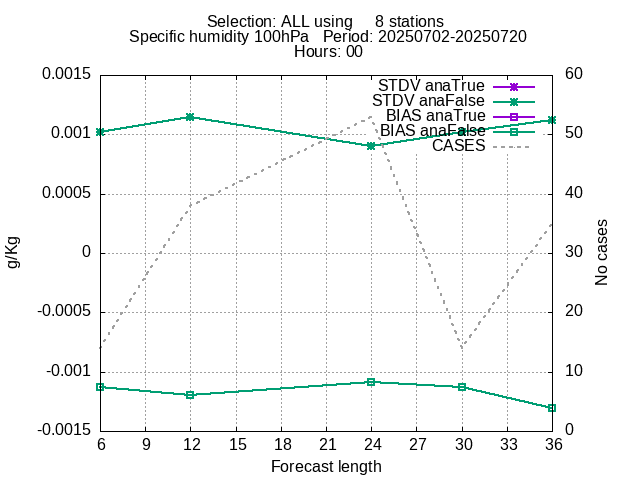 Selection: ALL using 8 stations
Specific humidity 100hPa Period: 20250702-20250720
Hours: 00
STDV anaTrue
STDV anaFalse
BIAS anaTrue
BIAS anaFalse
CASES
0.0015
0.001
0.0005
0
-0.0005
-0.001
-0.0015
g/Kg
60
50
40
30
20
10
0
No cases
6 9 12 15 18 21 24 27 30 33 36
Forecast length